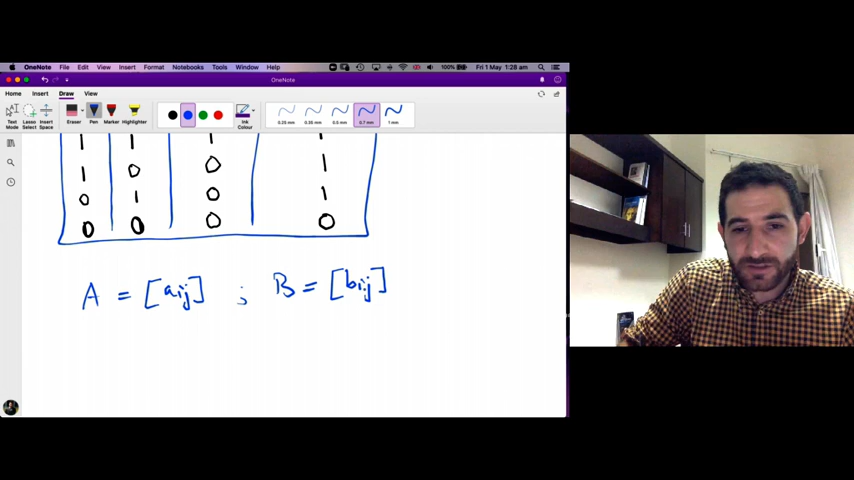 OneNote File Edit View Insert Format Notebooks Tools Window Help 100% Fri 1 May 1:28 am
OneNote
Home Insert Draw View
Text Mode Lasso Select Insert Space Eraser Pen Marker Highlighter Ink Colour 0.25 mm 0.35 mm 0.5 mm 0.7 mm 1 mm
1 1 1 1
1 0 0 1
0 1 0 1
0 0 0 0
A = [aij] ; B = [bij]